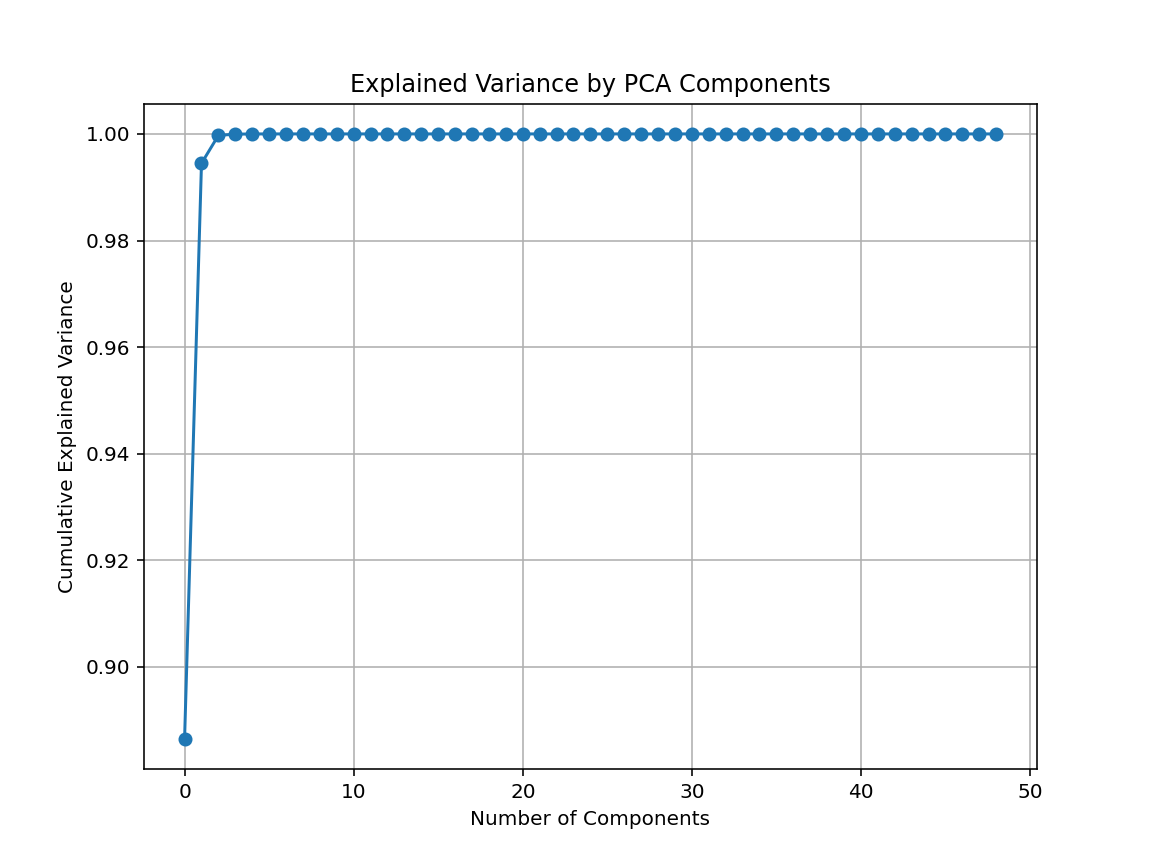 Explained Variance by PCA Components
1.00
0.98
0.96
0.94
0.92
0.90
Cumulative Explained Variance
0 10 20 30 40 50
Number of Components